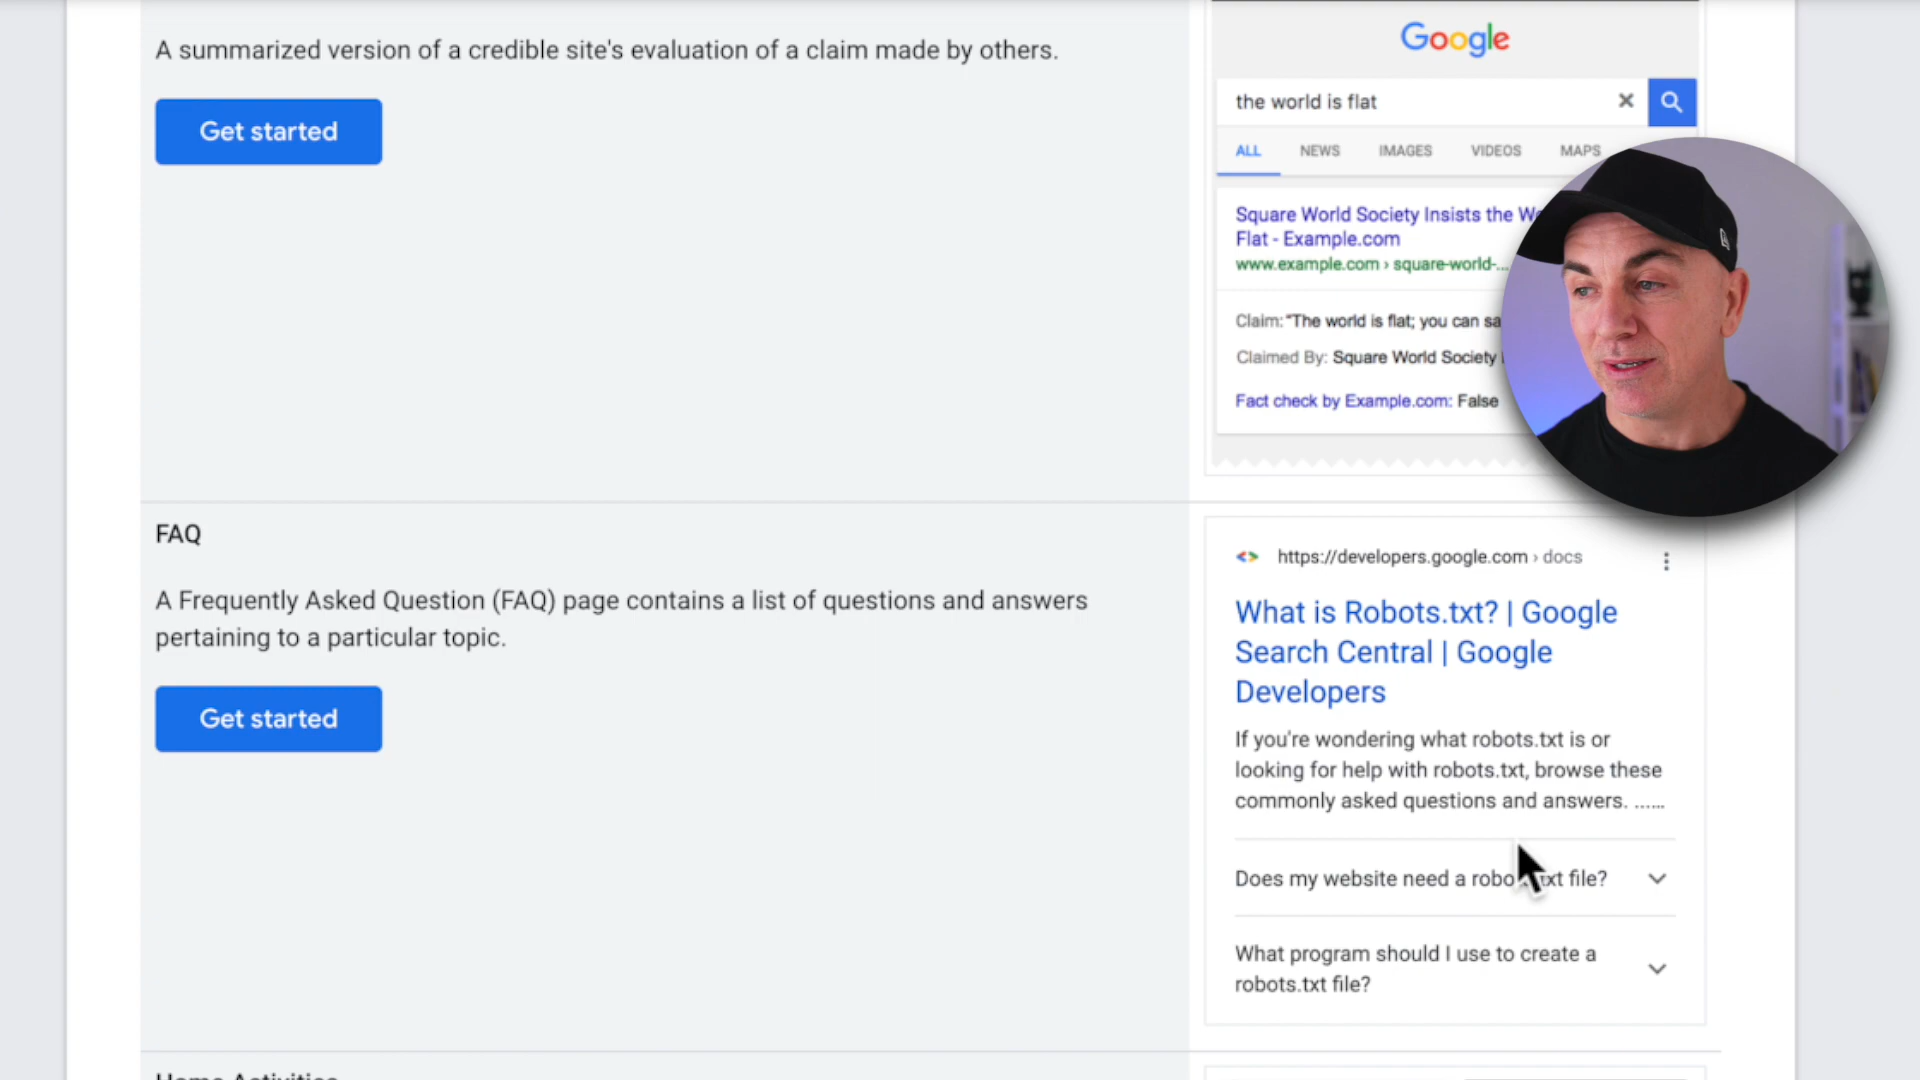 A summarized version of a credible site's evaluation of a claim made by others.
Get started
Google
the world is flat
ALL NEWS IMAGES VIDEOS MAPS
Square World Society Insists the
Flat - Example.com
www.example.com › square-world-...
Claim: "The world is flat; you can
Claimed By: Square World Society
Fact check by Example.com: False
FAQ
A Frequently Asked Question (FAQ) page contains a list of questions and answers
pertaining to a particular topic.
Get started
https://developers.google.com › docs
What is Robots.txt? | Google
Search Central | Google
Developers
If you're wondering what robots.txt is or
looking for help with robots.txt, browse these
commonly asked questions and answers. ......
Does my website need a file?
What program should I use to create a
robots.txt file?